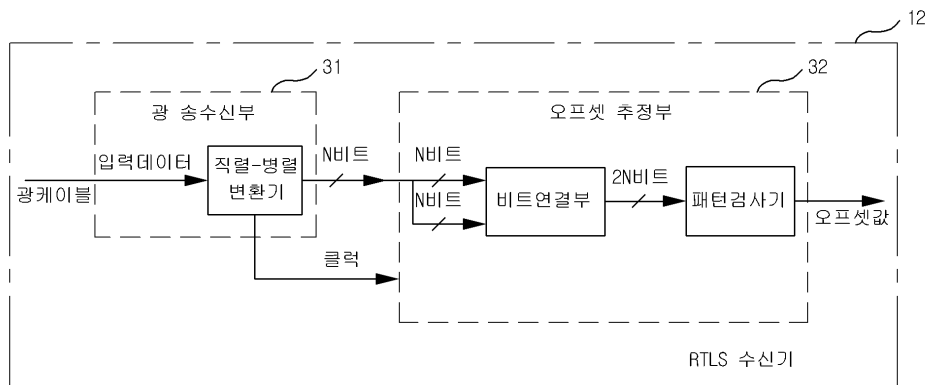 12
31
32
광 송수신부
오프셋 추정부
입력데이터
직렬-병렬
변환기
N비트
N비트
N비트
비트연결부
2N비트
패턴검사기
광케이블
오프셋값
클럭
RTLS 수신기